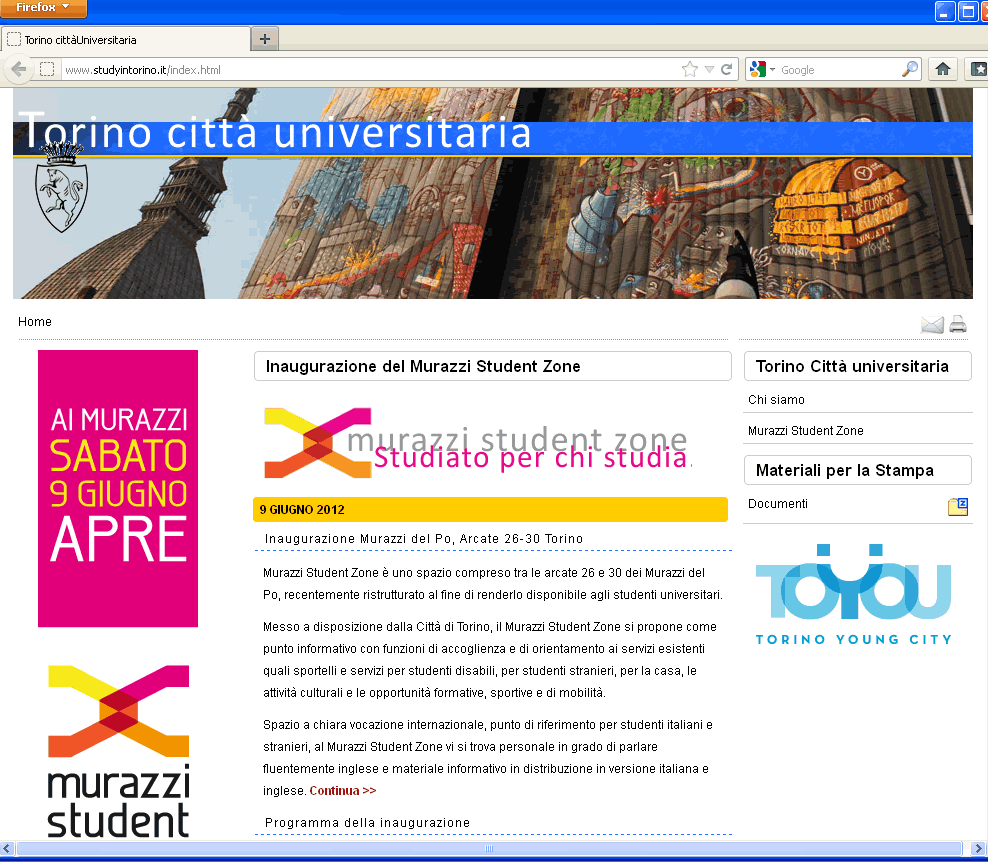 Firefox
Torino cittàUniversitaria
www.studyintorino.it/index.html
Google
Torino città universitaria
Home
AI MURAZZI
SABATO
9 GIUGNO
APRE
murazzi
student
Inaugurazione del Murazzi Student Zone
murazzi student zone
Studiato per chi studia.
9 GIUGNO 2012
Inaugurazione Murazzi del Po, Arcate 26-30 Torino
Murazzi Student Zone è uno spazio compreso tra le arcate 26 e 30 dei Murazzi del
Po, recentemente ristrutturato al fine di renderlo disponibile agli studenti universitari.
Messo a disposizione dalla Città di Torino, il Murazzi Student Zone si propone come
punto informativo con funzioni di accoglienza e di orientamento ai servizi esistenti
quali sportelli e servizi per studenti disabili, per studenti stranieri, per la casa, le
attività culturali e le opportunità formative, sportive e di mobilità.
Spazio a chiara vocazione internazionale, punto di riferimento per studenti italiani e
stranieri, al Murazzi Student Zone vi si trova personale in grado di parlare
fluentemente inglese e materiale informativo in distribuzione in versione italiana e
inglese. Continua >>
Programma della inaugurazione
Torino Città universitaria
Chi siamo
Murazzi Student Zone
Materiali per la Stampa
Documenti
TOYOU
TORINO YOUNG CITY